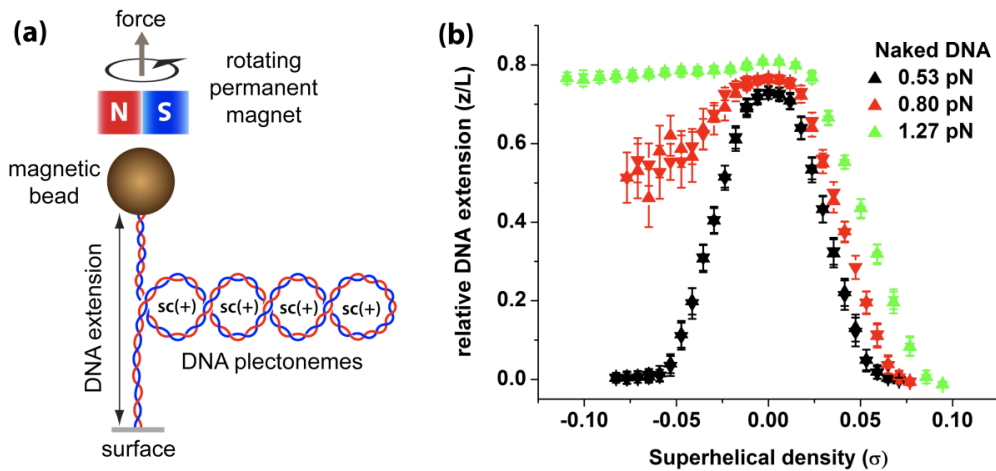 (a)
force
rotating
permanent
magnet
N S
magnetic
bead
DNA extension
sc(+) sc(+) sc(+) sc(+)
DNA plectonemes
surface
(b)
relative DNA extension (z/L)
0.8
0.6
0.4
0.2
0.0
-0.10 -0.05 0.00 0.05 0.10
Superhelical density (σ)
Naked DNA
0.53 pN
0.80 pN
1.27 pN